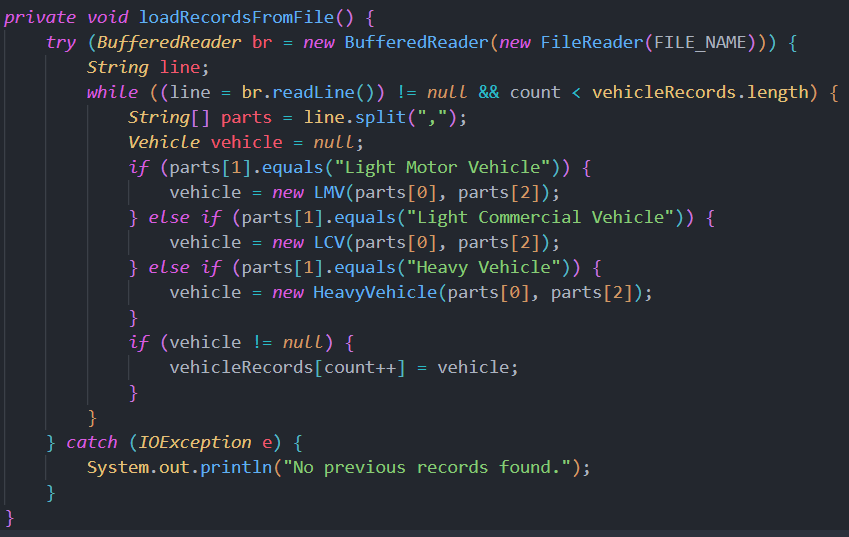 private void loadRecordsFromFile() {
    try (BufferedReader br = new BufferedReader(new FileReader(FILE_NAME))) {
        String line;
        while ((line = br.readLine()) != null && count < vehicleRecords.length) {
            String[] parts = line.split(",");
            Vehicle vehicle = null;
            if (parts[1].equals("Light Motor Vehicle")) {
                vehicle = new LMV(parts[0], parts[2]);
            } else if (parts[1].equals("Light Commercial Vehicle")) {
                vehicle = new LCV(parts[0], parts[2]);
            } else if (parts[1].equals("Heavy Vehicle")) {
                vehicle = new HeavyVehicle(parts[0], parts[2]);
            }
            if (vehicle != null) {
                vehicleRecords[count++] = vehicle;
            }
        }
    } catch (IOException e) {
        System.out.println("No previous records found.");
    }
}